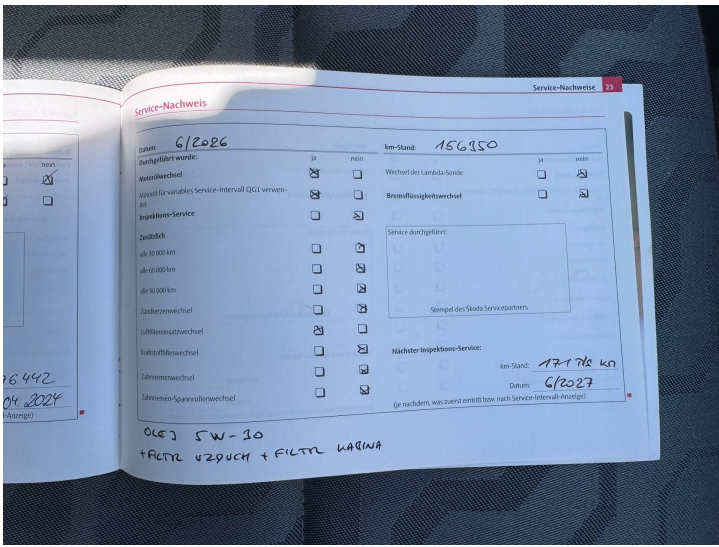 nein
76442
04.2024
-Anzeige)
Service-Nachweise 23
Service-Nachweis
Datum: 6/2026
km-Stand: 156350
Durchgeführt wurde: ja nein
ja nein
Motorölwechsel
Wechsel der Lambda-Sonde
Motoröl für variables Service-Intervall QG1 verwen-
det
Bremsflüssigkeitswechsel
Inspektions-Service
Zusätzlich
Service durchgeführt
alle 30 000 km
alle 60 000 km
alle 90 000 km
Zündkerzenwechsel
Stempel des Škoda Servicepartners
Luftfiltereinsatzwechsel
Kraftstofffilterwechsel
Nächster Inspektions-Service:
Zahnriemenwechsel
km-Stand: 171 km
Zahnriemen-Spannrollenwechsel
Datum: 6/2027
(je nachdem, was zuerst eintritt bzw. nach Service-Intervall-Anzeige)
OLEJ 5W-30
+FILTR VZDUCH + FILTR KABINA